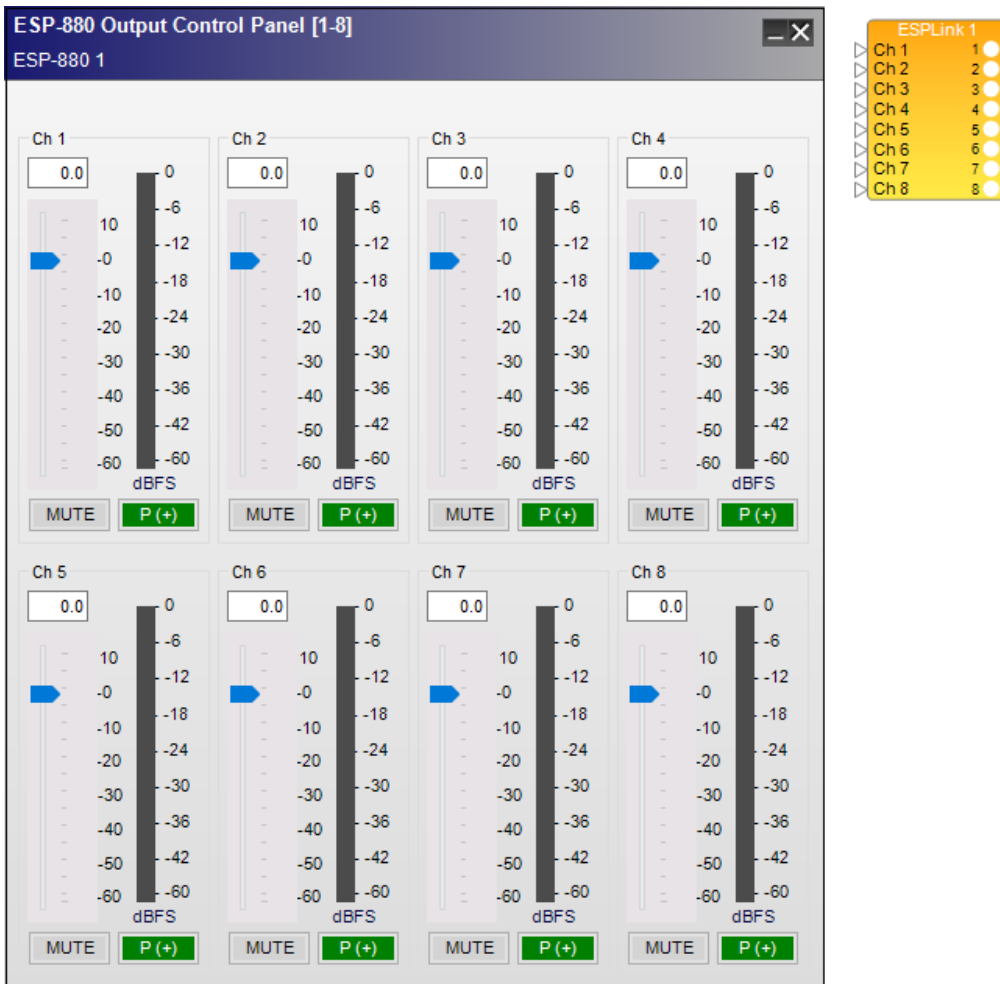 ESP-880 Output Control Panel [1-8]
ESP-880 1
Ch 1 Ch 2 Ch 3 Ch 4
0.0 0 0.0 0 0.0 0 0.0 0
-6 -6 -6 -6
10 10 10 10
-12 -12 -12 -12
-0 -0 -0 -0
-18 -18 -18 -18
-10 -10 -10 -10
-24 -24 -24 -24
-20 -20 -20 -20
-30 -30 -30 -30
-30 -30 -30 -30
-36 -36 -36 -36
-40 -40 -40 -40
-42 -42 -42 -42
-50 -50 -50 -50
-60 -60 -60 -60 -60 -60 -60 -60
dBFS dBFS dBFS dBFS
MUTE P (+) MUTE P (+) MUTE P (+) MUTE P (+)
Ch 5 Ch 6 Ch 7 Ch 8
0.0 0 0.0 0 0.0 0 0.0 0
-6 -6 -6 -6
10 10 10 10
-12 -12 -12 -12
-0 -0 -0 -0
-18 -18 -18 -18
-10 -10 -10 -10
-24 -24 -24 -24
-20 -20 -20 -20
-30 -30 -30 -30
-30 -30 -30 -30
-36 -36 -36 -36
-40 -40 -40 -40
-42 -42 -42 -42
-50 -50 -50 -50
-60 -60 -60 -60 -60 -60 -60 -60
dBFS dBFS dBFS dBFS
MUTE P (+) MUTE P (+) MUTE P (+) MUTE P (+)
ESPLink 1
Ch 1 1
Ch 2 2
Ch 3 3
Ch 4 4
Ch 5 5
Ch 6 6
Ch 7 7
Ch 8 8